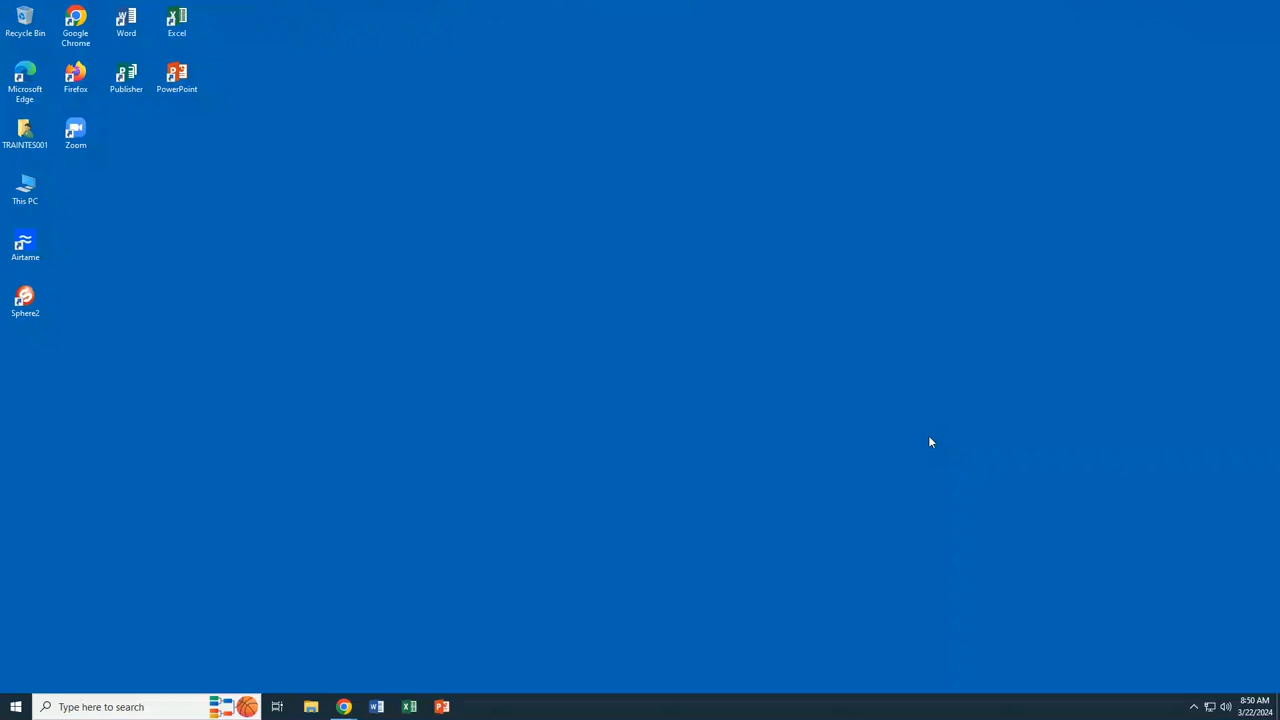 Recycle Bin
Google
Chrome
Word
Excel
Microsoft
Edge
Firefox
Publisher
PowerPoint
TRAINTES001
Zoom
This PC
Airtame
Sphere2
Type here to search
8:50 AM
3/22/2024